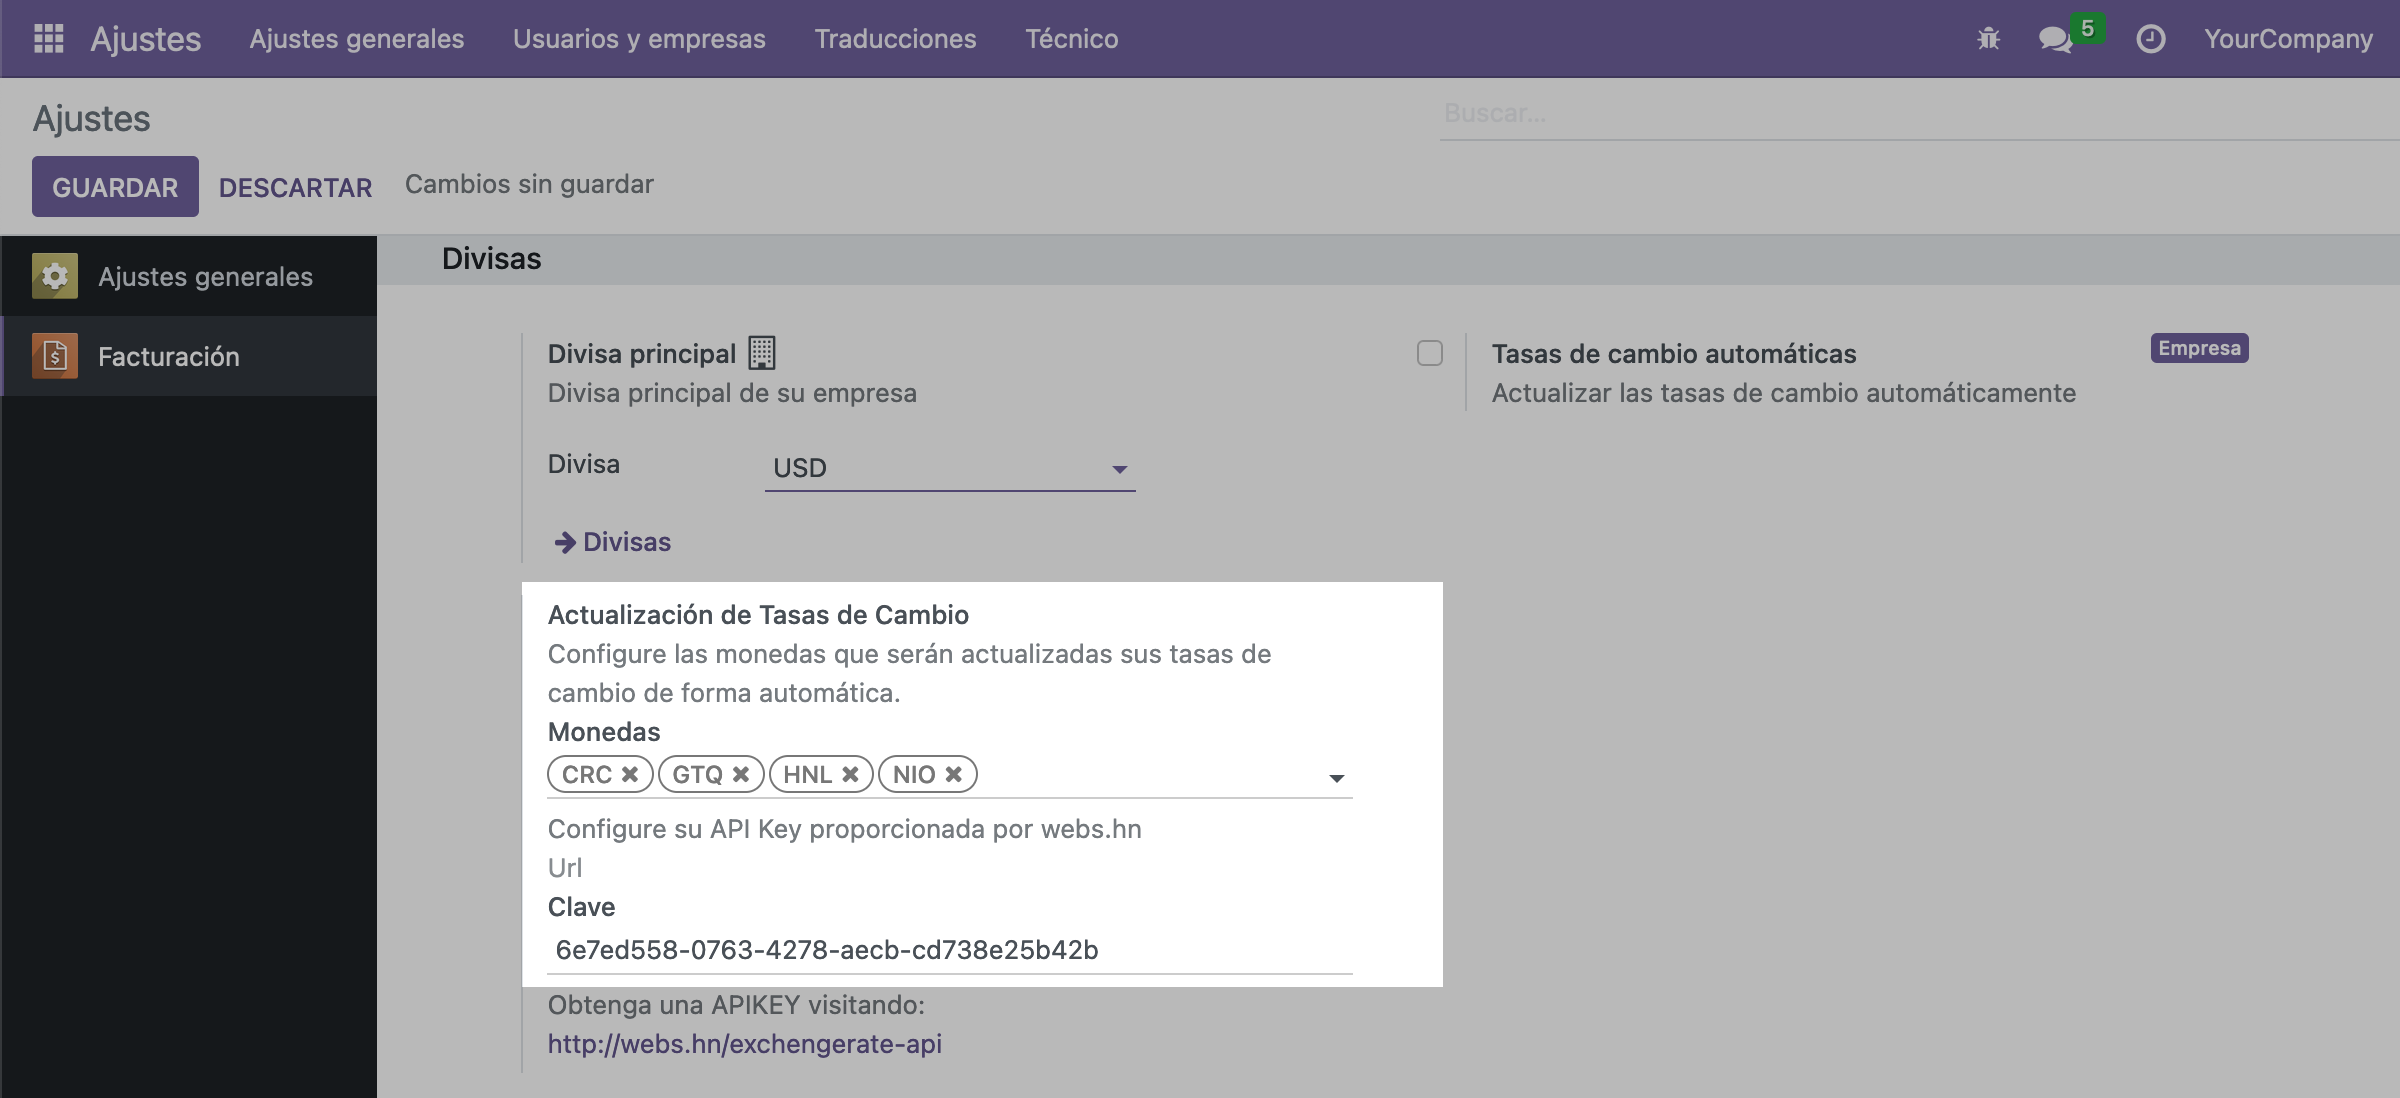 Ajustes Ajustes generales Usuarios y empresas Traducciones Técnico 5 YourCompany
Ajustes
Buscar...
GUARDAR DESCARTAR Cambios sin guardar
Ajustes generales
Facturación
Divisas
Divisa principal
Divisa principal de su empresa
Divisa USD
Divisas
Tasas de cambio automáticas Empresa
Actualizar las tasas de cambio automáticamente
Actualización de Tasas de Cambio
Configure las monedas que serán actualizadas sus tasas de
cambio de forma automática.
Monedas
CRC GTQ HNL NIO
Configure su API Key proporcionada por webs.hn
Url
Clave
6e7ed558-0763-4278-aecb-cd738e25b42b
Obtenga una APIKEY visitando:
http://webs.hn/exchengerate-api